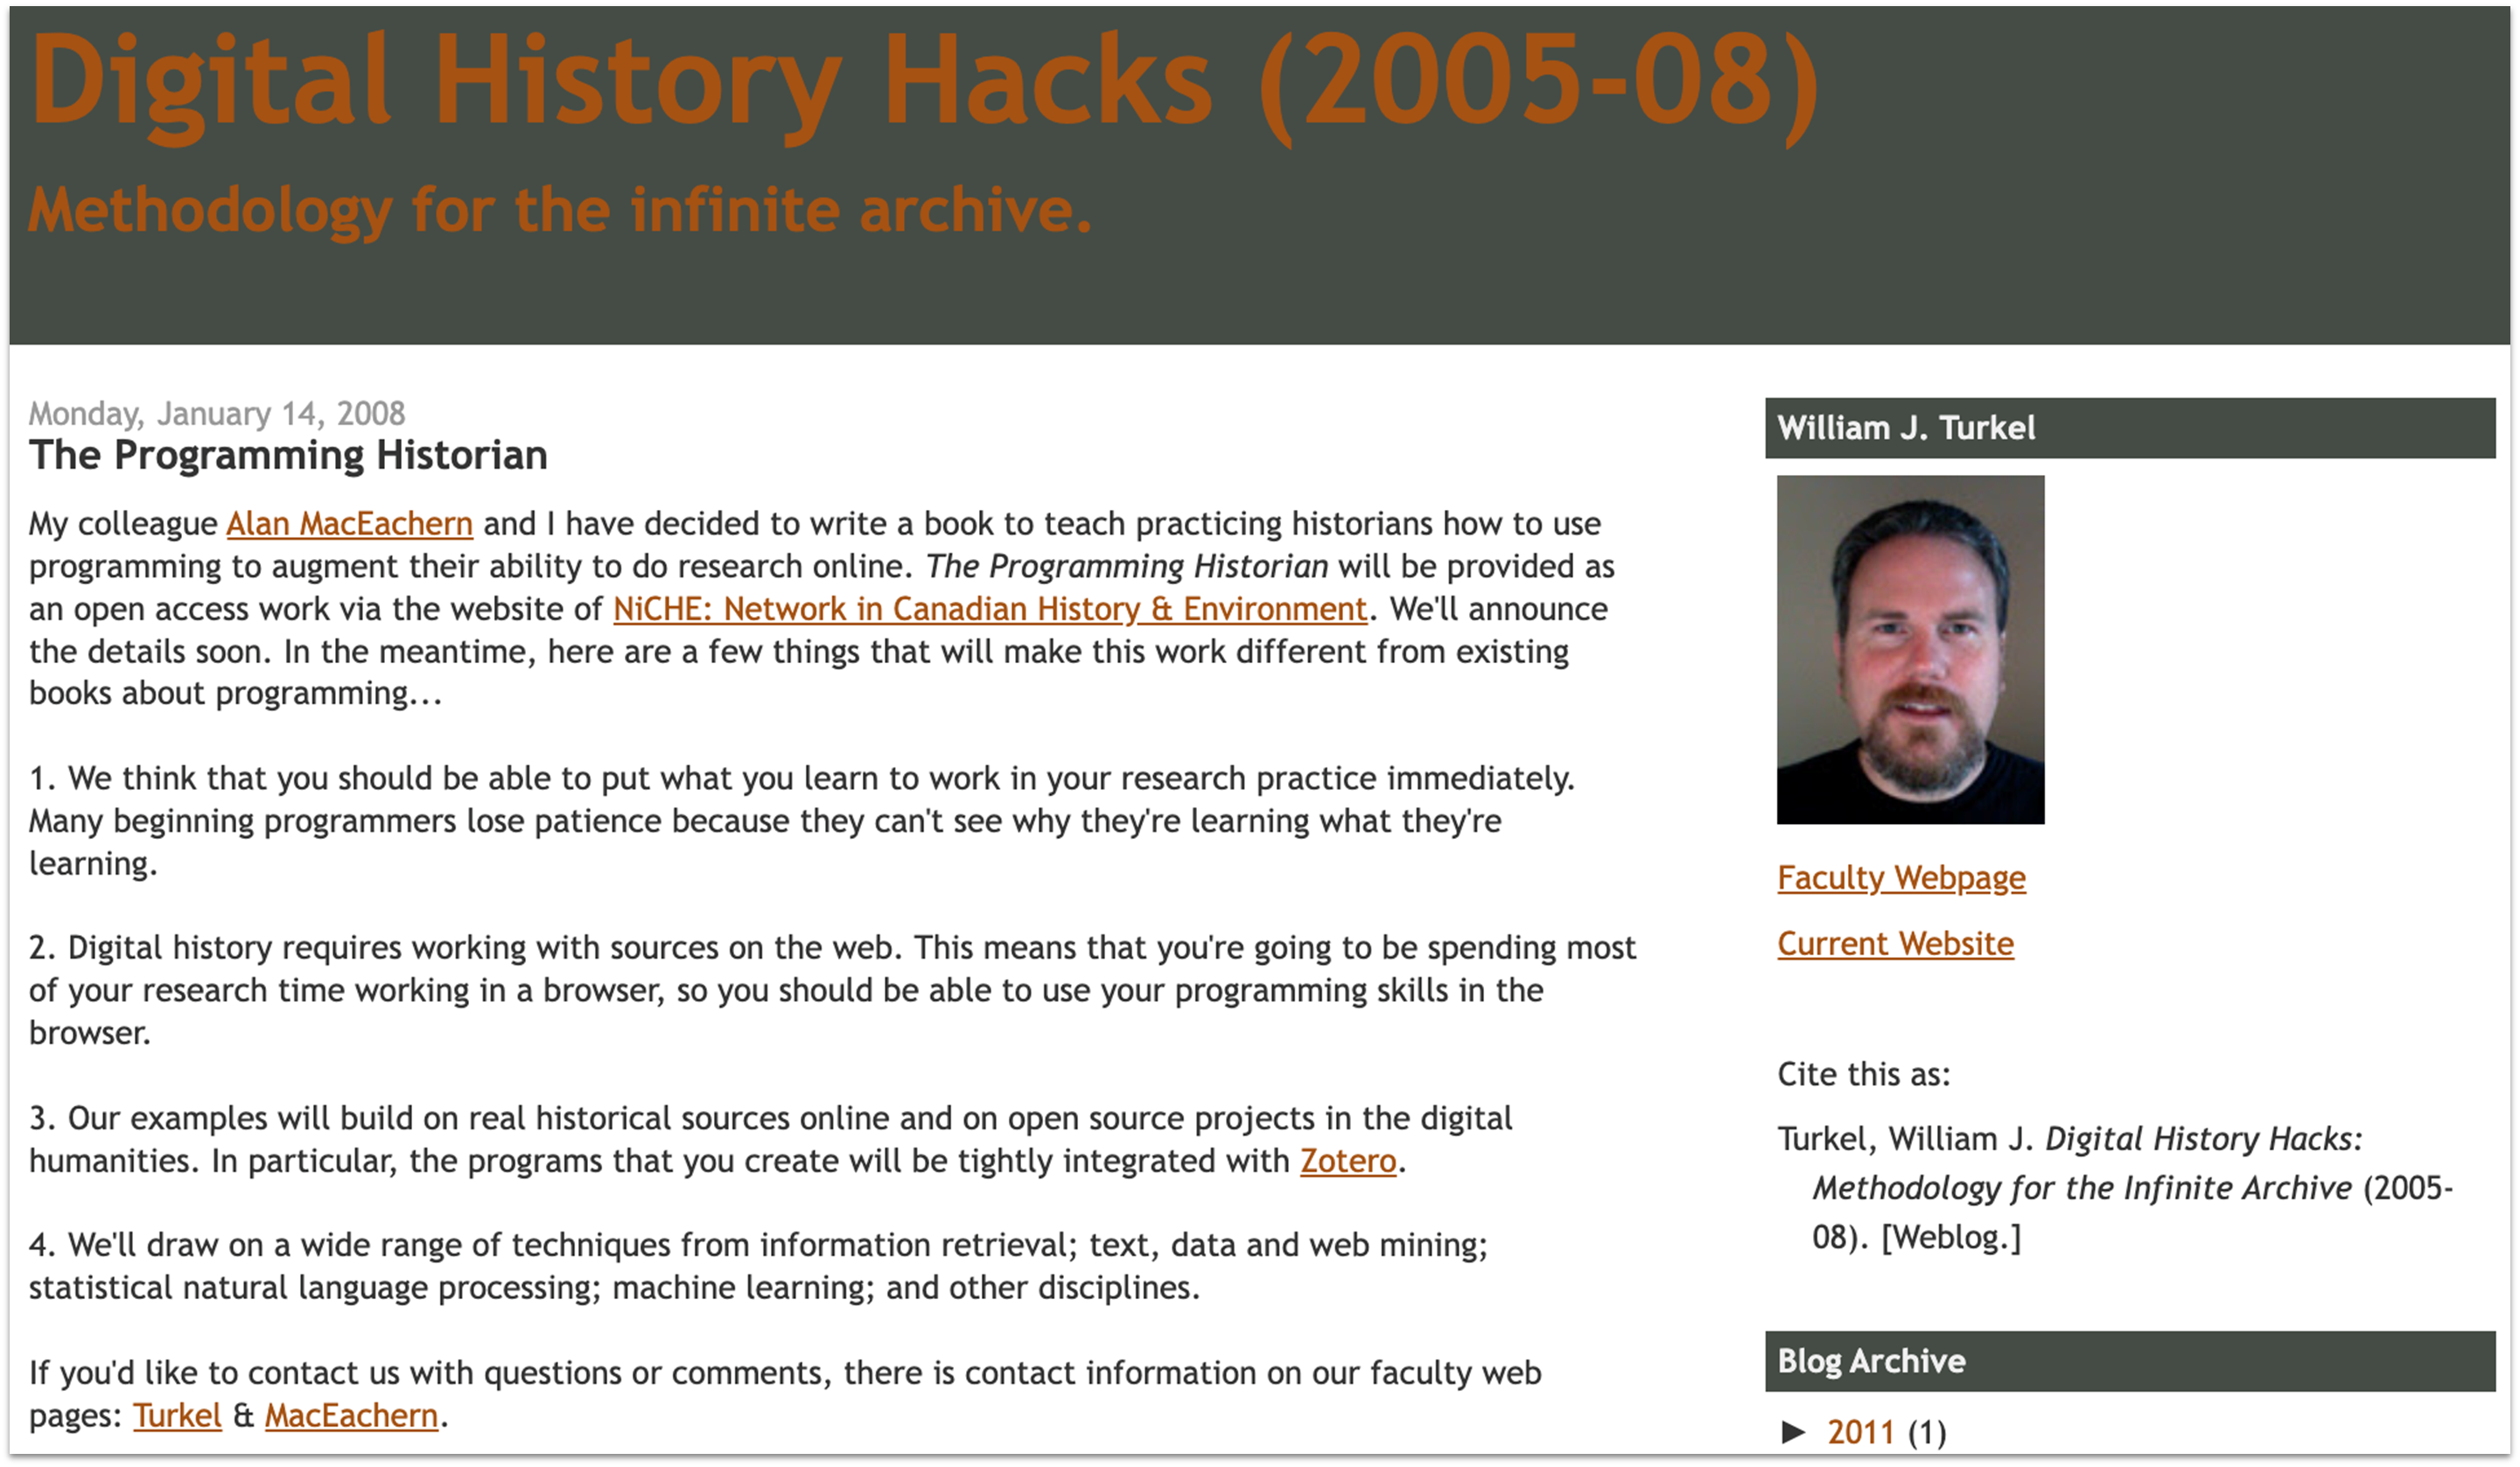 Digital History Hacks (2005-08)
Methodology for the infinite archive.
Monday, January 14, 2008
The Programming Historian
My colleague Alan MacEachern and I have decided to write a book to teach practicing historians how to use
programming to augment their ability to do research online. The Programming Historian will be provided as
an open access work via the website of NiCHE: Network in Canadian History & Environment. We'll announce
the details soon. In the meantime, here are a few things that will make this work different from existing
books about programming...
1. We think that you should be able to put what you learn to work in your research practice immediately.
Many beginning programmers lose patience because they can't see why they're learning what they're
learning.
2. Digital history requires working with sources on the web. This means that you're going to be spending most
of your research time working in a browser, so you should be able to use your programming skills in the
browser.
3. Our examples will build on real historical sources online and on open source projects in the digital
humanities. In particular, the programs that you create will be tightly integrated with Zotero.
4. We'll draw on a wide range of techniques from information retrieval; text, data and web mining;
statistical natural language processing; machine learning; and other disciplines.
If you'd like to contact us with questions or comments, there is contact information on our faculty web
pages: Turkel & MacEachern.
William J. Turkel
Faculty Webpage
Current Website
Cite this as:
Turkel, William J. Digital History Hacks:
Methodology for the Infinite Archive (2005-
08). [Weblog.]
Blog Archive
► 2011 (1)